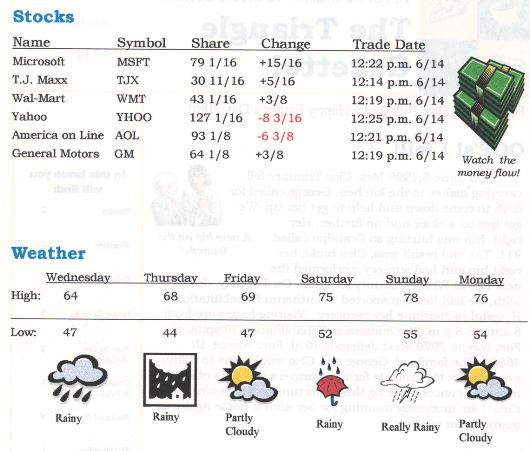 Stocks
Name Symbol Share Change Trade Date
Microsoft MSFT 79 1/16 +15/16 12:22 p.m. 6/14
T.J. Maxx TJX 30 11/16 +5/16 12:14 p.m. 6/14
Wal-Mart WMT 43 1/16 +3/8 12:19 p.m. 6/14
Yahoo YHOO 127 1/16 -8 3/16 12:25 p.m. 6/14
America on Line AOL 93 1/8 -6 3/8 12:21 p.m. 6/14
General Motors GM 64 1/8 +3/8 12:19 p.m. 6/14
Watch the
money flow!
Weather
Wednesday Thursday Friday Saturday Sunday Monday
High: 64 68 69 75 78 76
Low: 47 44 47 52 55 54
Rainy Rainy Partly Cloudy Rainy Really Rainy Partly Cloudy